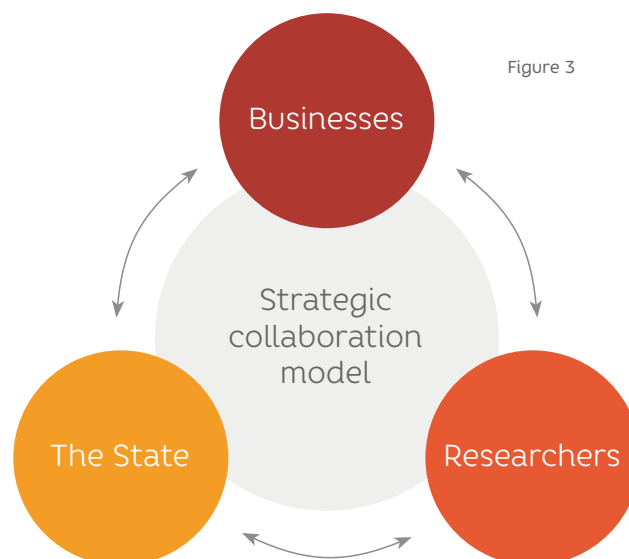 Figure 3
Businesses
Strategic
collaboration
model
The State
Researchers